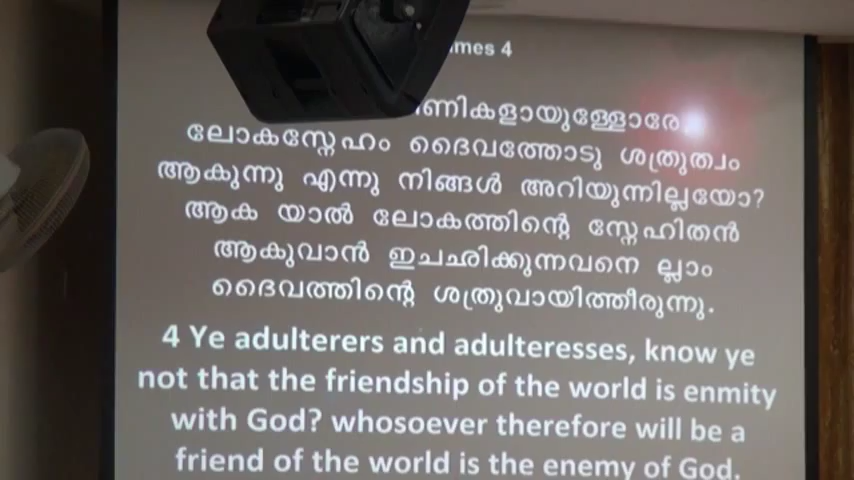 mes 4
ണികളായുള്ളോരേ,
ലോകസ്നേഹം ദൈവത്തോടു ശത്രുത്വം
ആകുന്നു എന്നു നിങ്ങൾ അറിയുന്നില്ലയോ?
ആക യാൽ ലോകത്തിന്റെ സ്നേഹിതൻ
ആകുവാൻ ഇചഛിക്കുന്നവനെ ല്ലാം
ദൈവത്തിന്റെ ശത്രുവായിത്തീരുന്നു.
4 Ye adulterers and adulteresses, know ye
not that the friendship of the world is enmity
with God? whosoever therefore will be a
friend of the world is the enemy of God.